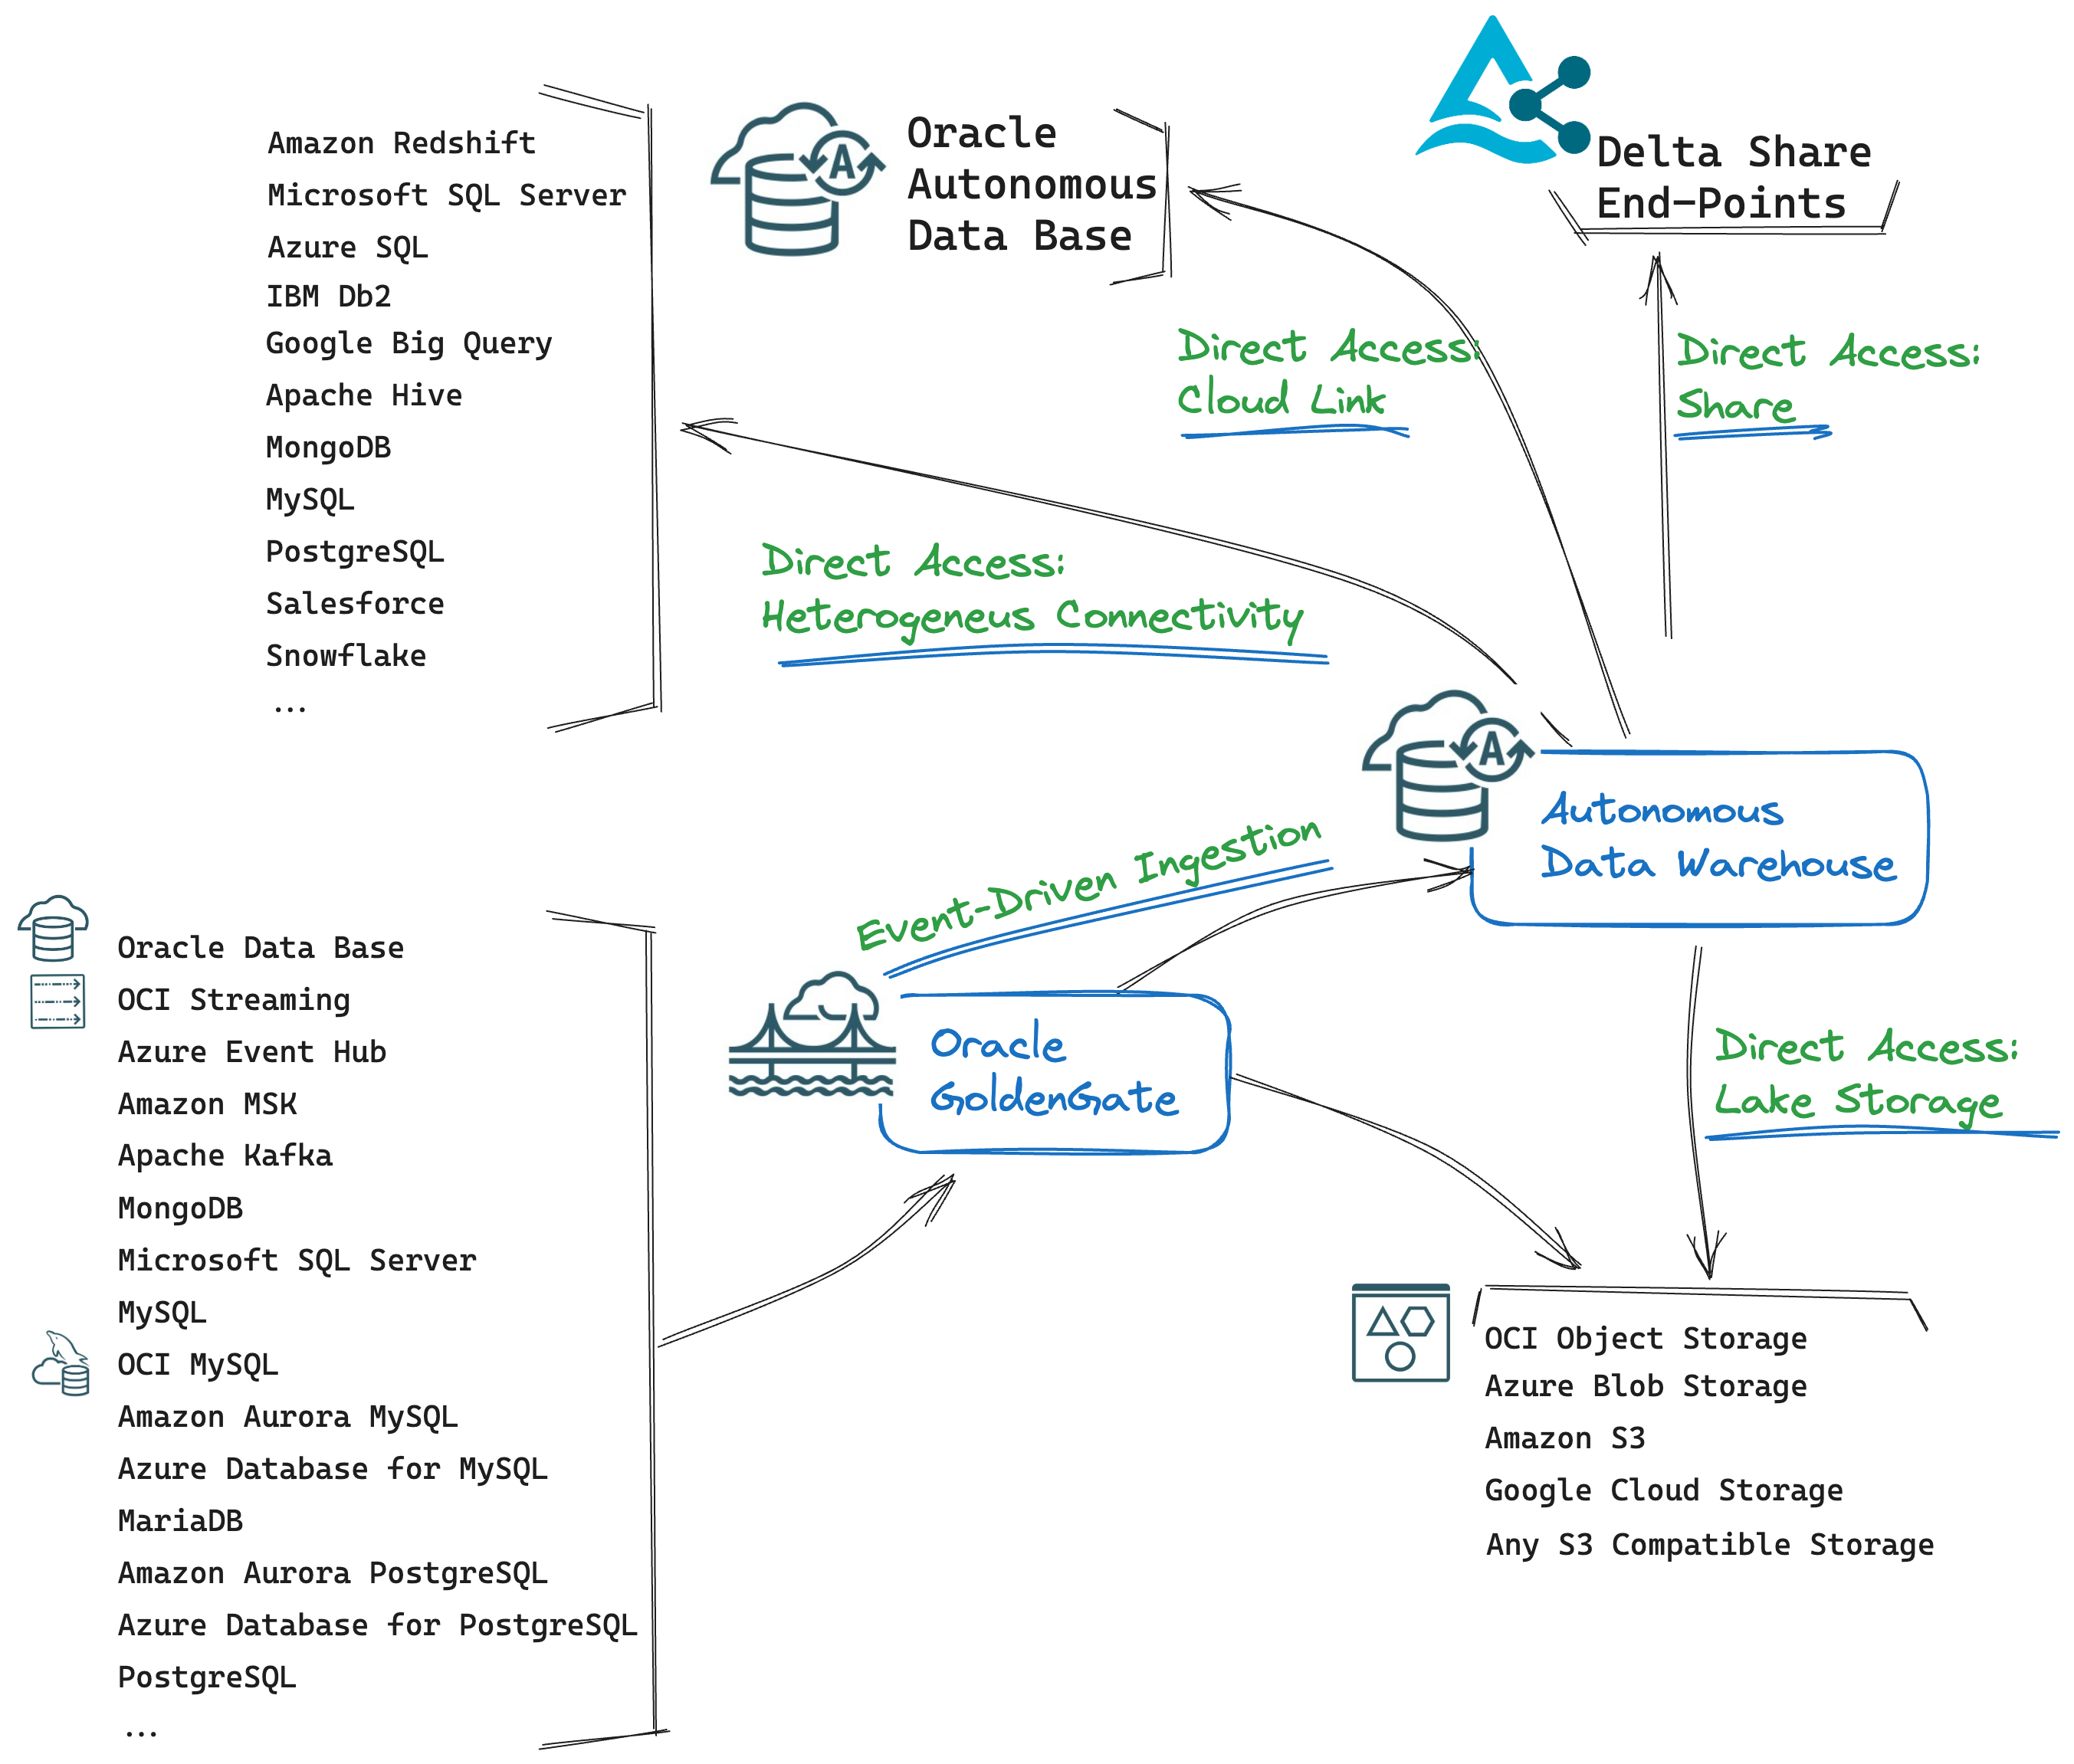 Amazon Redshift
Microsoft SQL Server
Azure SQL
IBM Db2
Google Big Query
Apache Hive
MongoDB
MySQL
PostgreSQL
Salesforce
Snowflake
...
A
Oracle
Autonomous
Data Base
Delta Share
End-Points
Direct Access:
Cloud Link
Direct Access:
Share
Direct Access:
Heterogeneus Connectivity
A
Autonomous
Data Warehouse
Event-Driven Ingestion
Oracle
GoldenGate
Direct Access:
Lake Storage
Oracle Data Base
OCI Streaming
Azure Event Hub
Amazon MSK
Apache Kafka
MongoDB
Microsoft SQL Server
MySQL
OCI MySQL
Amazon Aurora MySQL
Azure Database for MySQL
MariaDB
Amazon Aurora PostgreSQL
Azure Database for PostgreSQL
PostgreSQL
...
OCI Object Storage
Azure Blob Storage
Amazon S3
Google Cloud Storage
Any S3 Compatible Storage